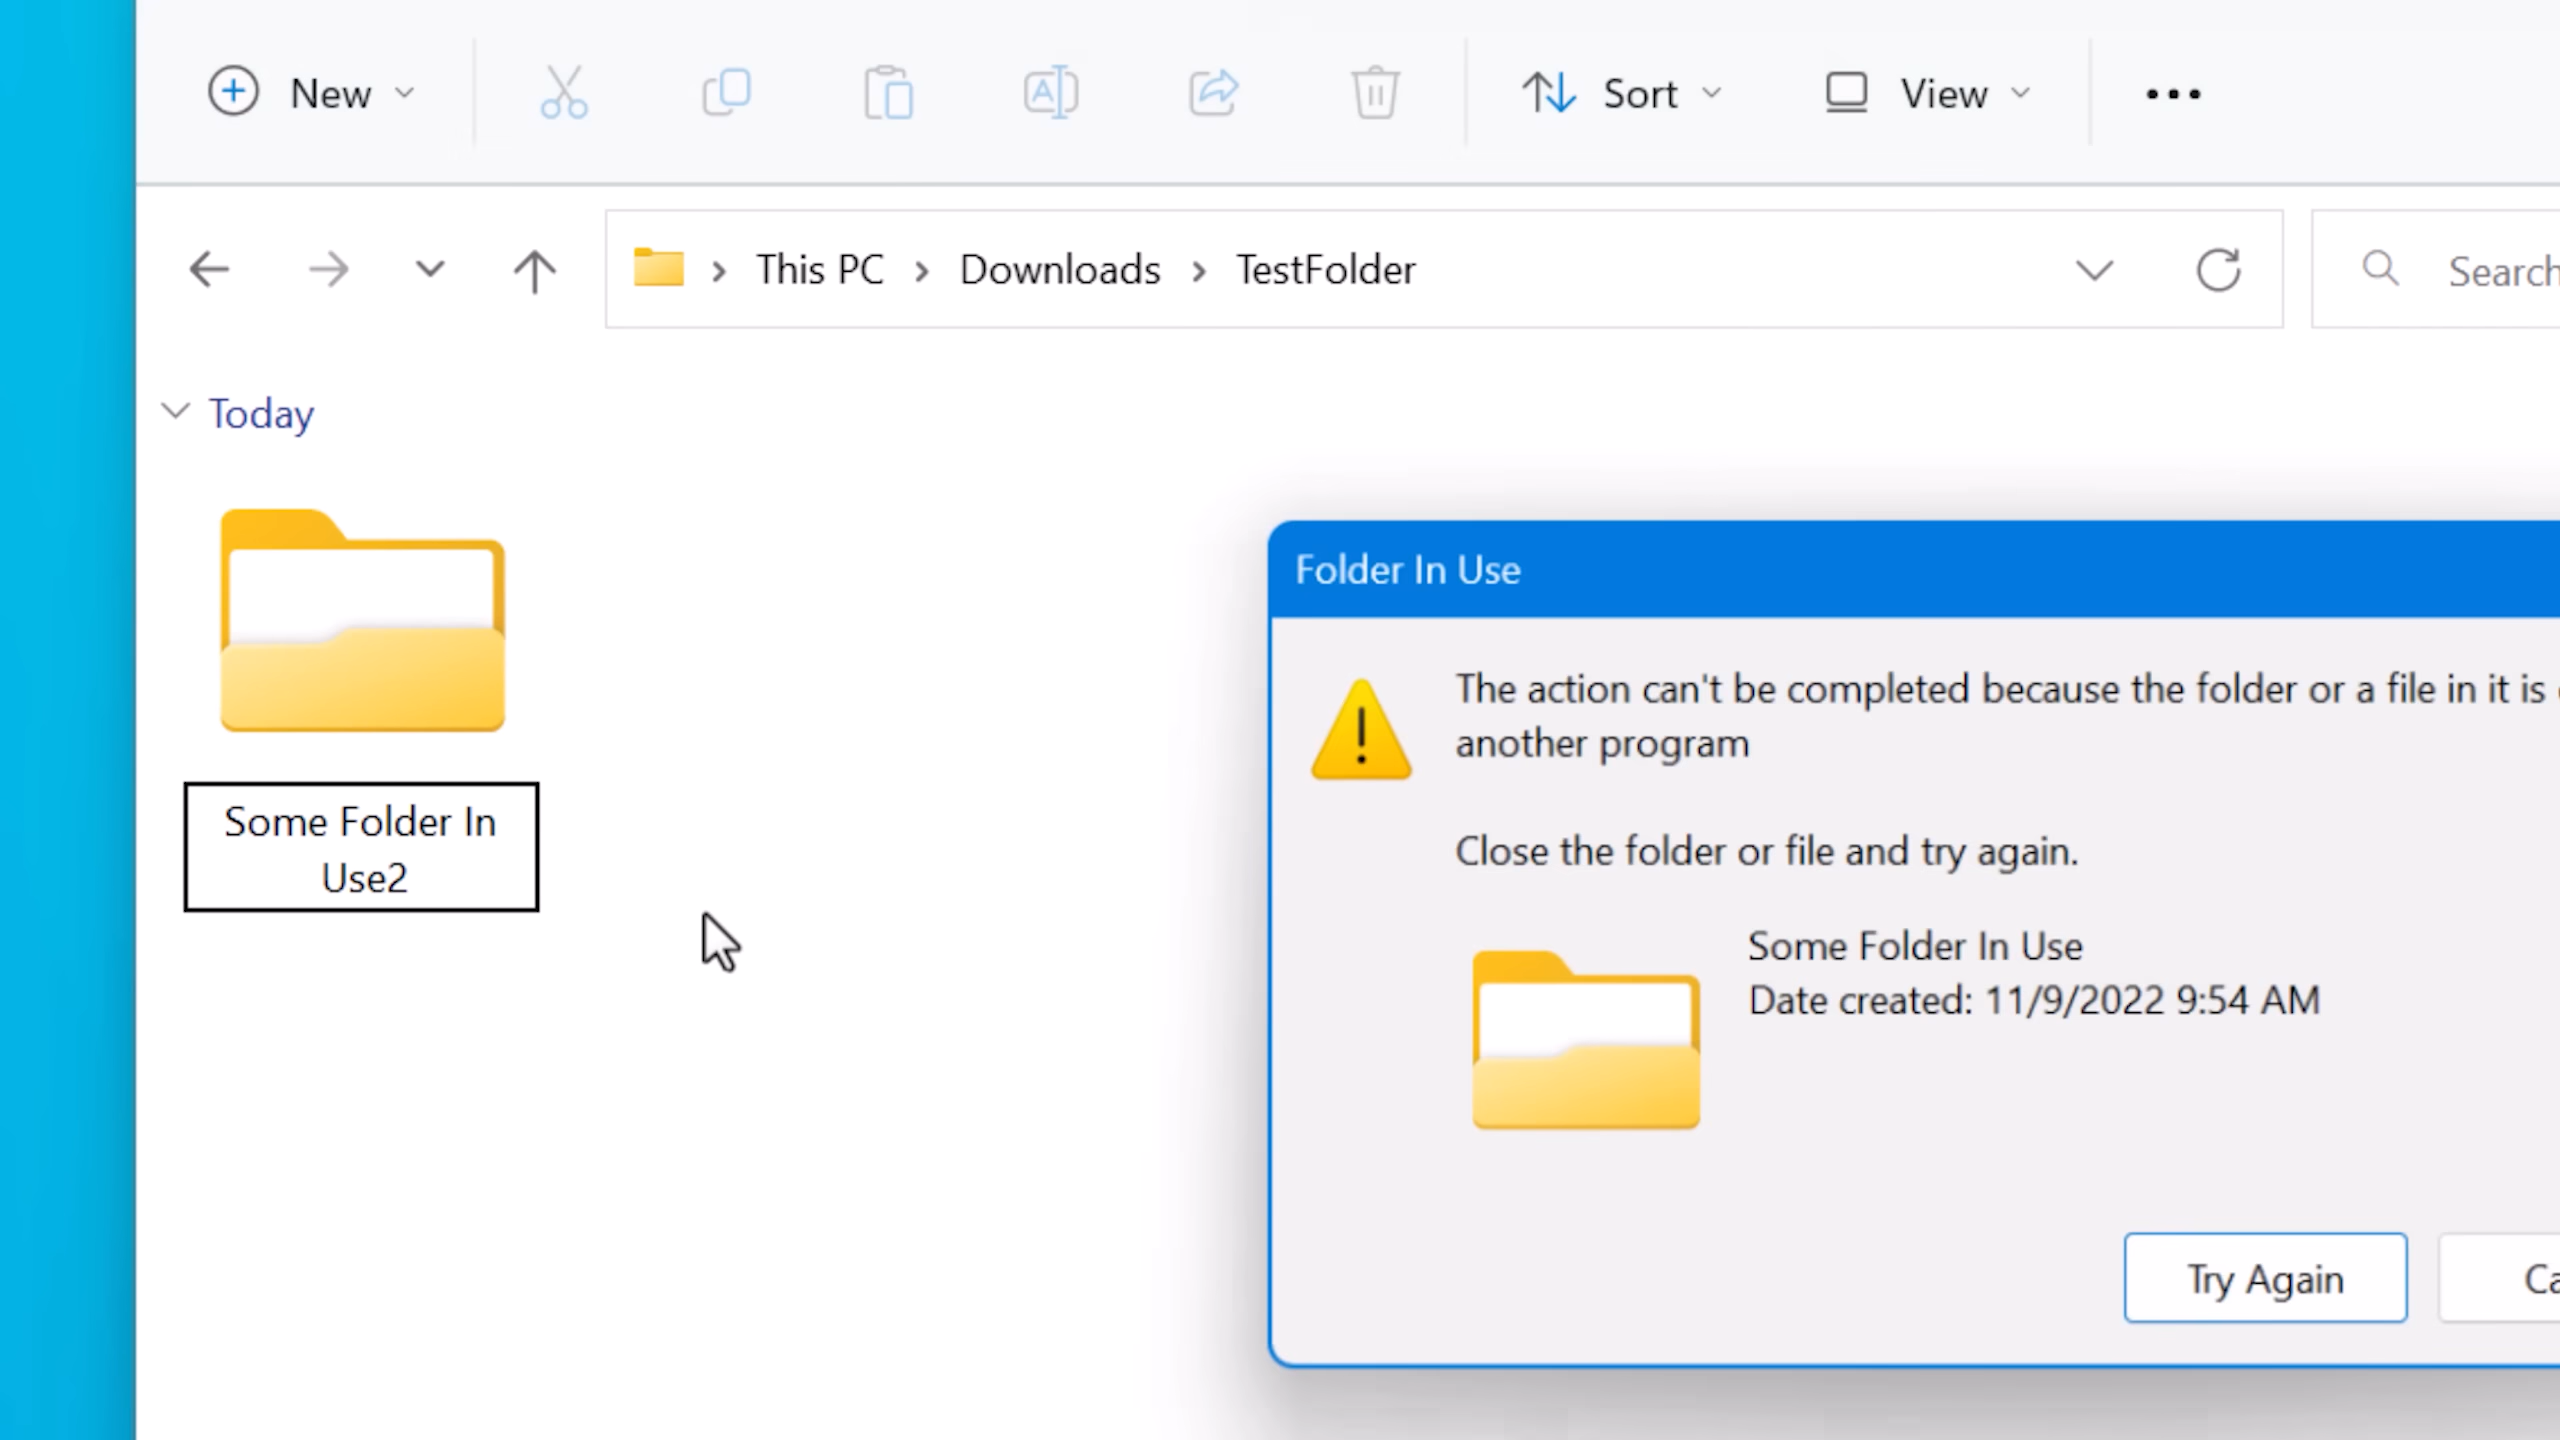 New
Sort
View
This PC
Downloads
TestFolder
Search
Today
Some Folder In
Use2
Folder In Use
The action can't be completed because the folder or a file in it is
another program
Close the folder or file and try again.
Some Folder In Use
Date created: 11/9/2022 9:54 AM
Try Again